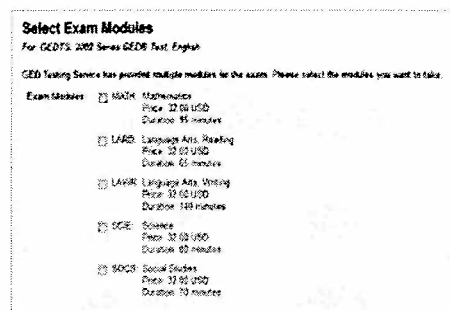 Select Exam Modules
For: GEDTS: 2002 Series GED® Test, English
GED Testing Service has provided multiple modules for the exam. Please select the modules you want to take.
Exam Modules MATH: Mathematics
Price: 32.00 USD
Duration: 95 minutes
LARD: Language Arts, Reading
Price: 32.00 USD
Duration: 65 minutes
Language Arts, Writing
Price: 32.00 USD
Duration: minutes
SCIE: Science
Price: 32.00 USD
Duration: 80 minutes
SOCS: Social Studies
Price: 32.00 USD
Duration: 70 minutes